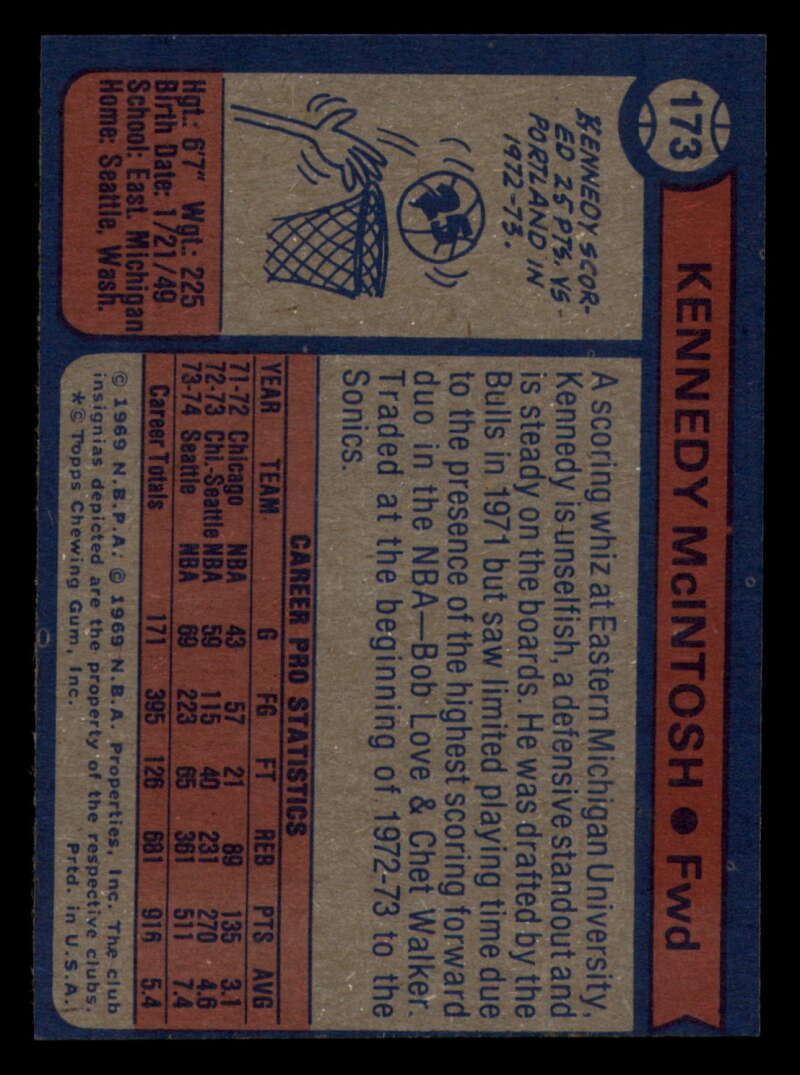 173
KENNEDY McINTOSH ● Fwd
KENNEDY SCOR-
ED 25 PTS. VS.
PORTLAND IN
1972-73.
25
Hgt.: 6'7" Wgt.: 225
Birth Date: 1/21/49
School: East. Michigan
Home: Seattle, Wash.
A scoring whiz at Eastern Michigan University,
Kennedy is unselfish, a defensive standout and
is steady on the boards. He was drafted by the
Bulls in 1971 but saw limited playing time due
to the presence of the highest scoring forward
duo in the NBA—Bob Love & Chet Walker.
Traded at the beginning of 1972-73 to the
Sonics.
CAREER PRO STATISTICS
YEAR TEAM G FG FT REB PTS AVG
71-72 Chicago NBA 43 57 21 89 135 3.1
72-73 Chi.-Seattle NBA 59 115 40 231 270 4.6
73-74 Seattle NBA 69 223 65 361 511 7.4
Career Totals 171 395 126 681 916 5.4
© 1969 N.B.P.A. © 1969 N.B.A. Properties, Inc. The club
insignias depicted are the property of the respective clubs.
*© Topps Chewing Gum, Inc. Prtd. in U.S.A.